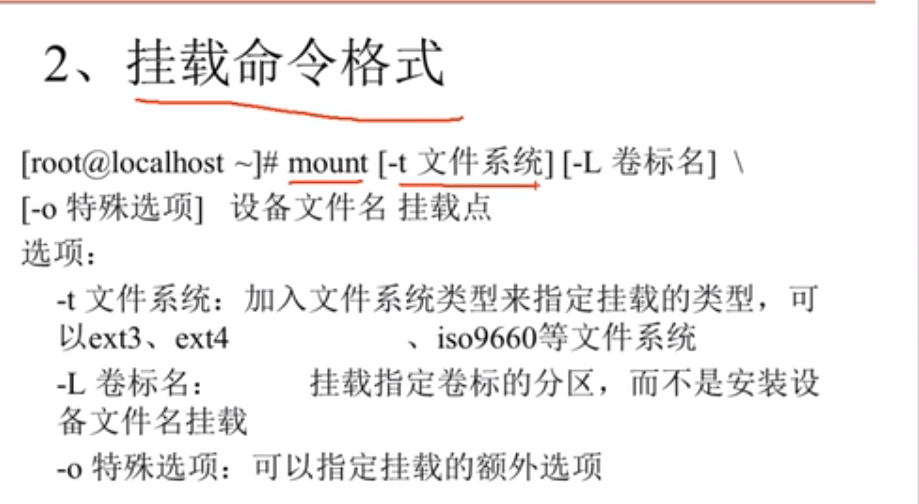 2、挂载命令格式
[root@localhost ~]# mount [-t 文件系统] [-L 卷标名] \
[-o 特殊选项] 设备文件名 挂载点
选项：
-t 文件系统：加入文件系统类型来指定挂载的类型，可
以ext3、ext4 、iso9660等文件系统
-L 卷标名： 挂载指定卷标的分区，而不是安装设
备文件名挂载
-o 特殊选项：可以指定挂载的额外选项